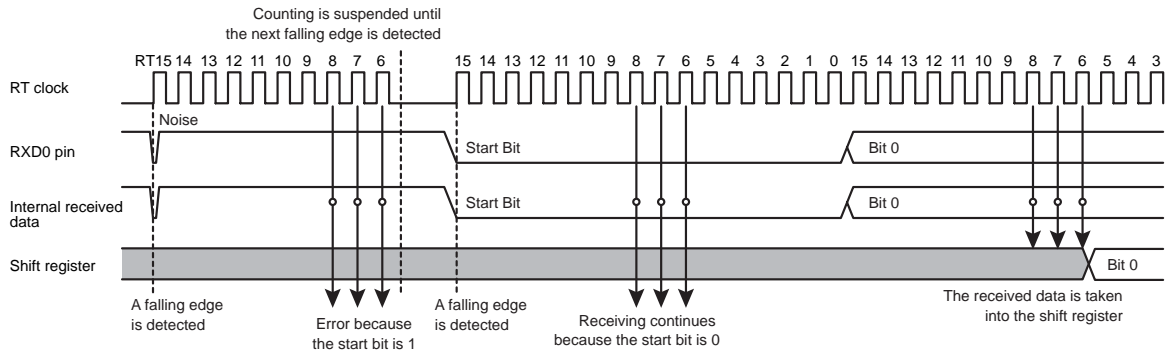 Counting is suspended until
the next falling edge is detected
RT15 14 13 12 11 10 9 8 7 6 15 14 13 12 11 10 9 8 7 6 5 4 3 2 1 0 15 14 13 12 11 10 9 8 7 6 5 4 3
RT clock
Noise
RXD0 pin
Start Bit
Bit 0
Internal received
data
Start Bit
Bit 0
Shift register
Bit 0
A falling edge
is detected
Error because
the start bit is 1
A falling edge
is detected
Receiving continues
because the start bit is 0
The received data is taken
into the shift register